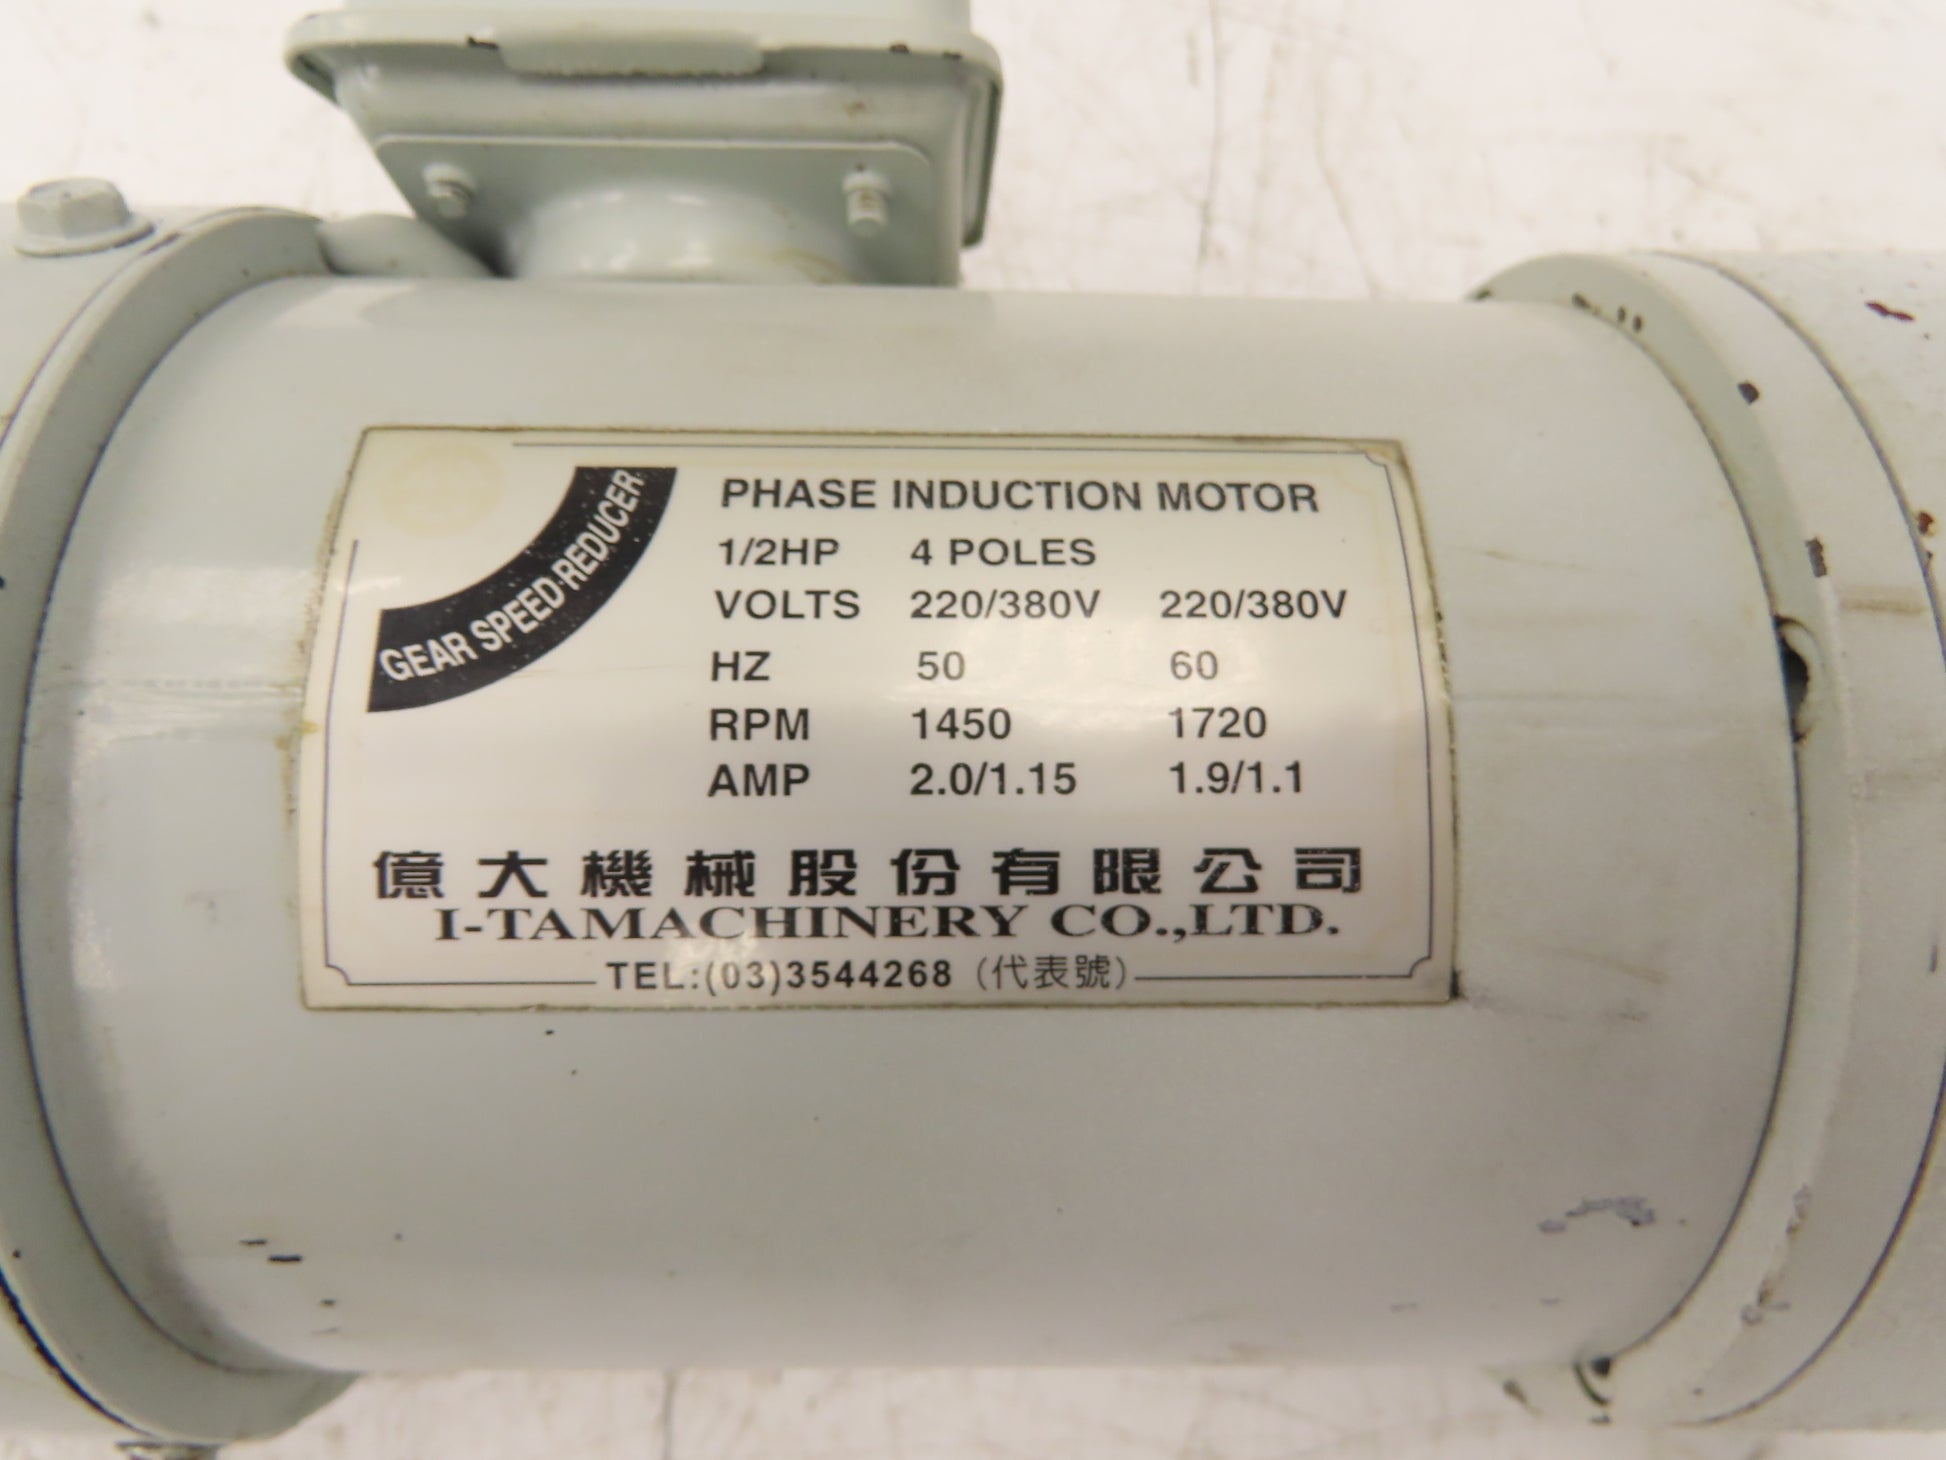 GEAR SPEED REDUCER
PHASE INDUCTION MOTOR
1/2HP 4 POLES
VOLTS 220/380V 220/380V
HZ 50 60
RPM 1450 1720
AMP 2.0/1.15 1.9/1.1
億大機械股份有限公司
I-TAMACHINERY CO.,LTD.
TEL:(03)3544268 (代表號)